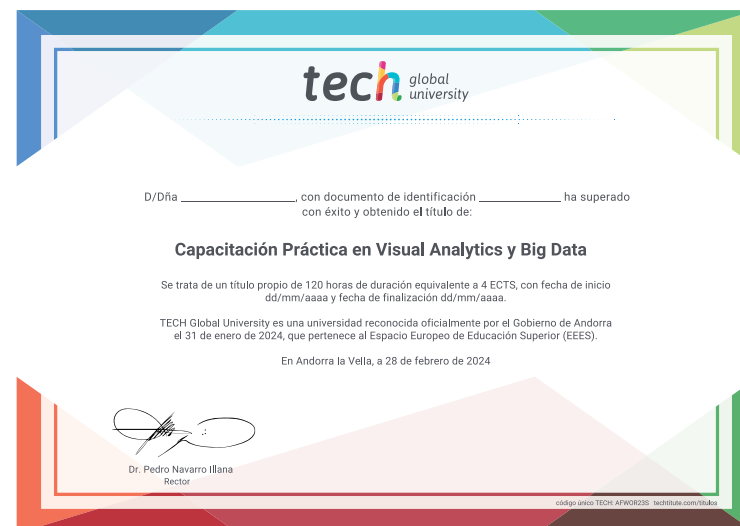 tech global university
D/Dña ____________________, con documento de identificación ______________ ha superado
con éxito y obtenido el título de:
Capacitación Práctica en Visual Analytics y Big Data
Se trata de un título propio de 120 horas de duración equivalente a 4 ECTS, con fecha de inicio
dd/mm/aaaa y fecha de finalización dd/mm/aaaa.
TECH Global University es una universidad reconocida oficialmente por el Gobierno de Andorra
el 31 de enero de 2024, que pertenece al Espacio Europeo de Educación Superior (EEES).
En Andorra la Vella, a 28 de febrero de 2024
Dr. Pedro Navarro Illana
Rector
código único TECH: AFWOR23S techtitute.com/titulos